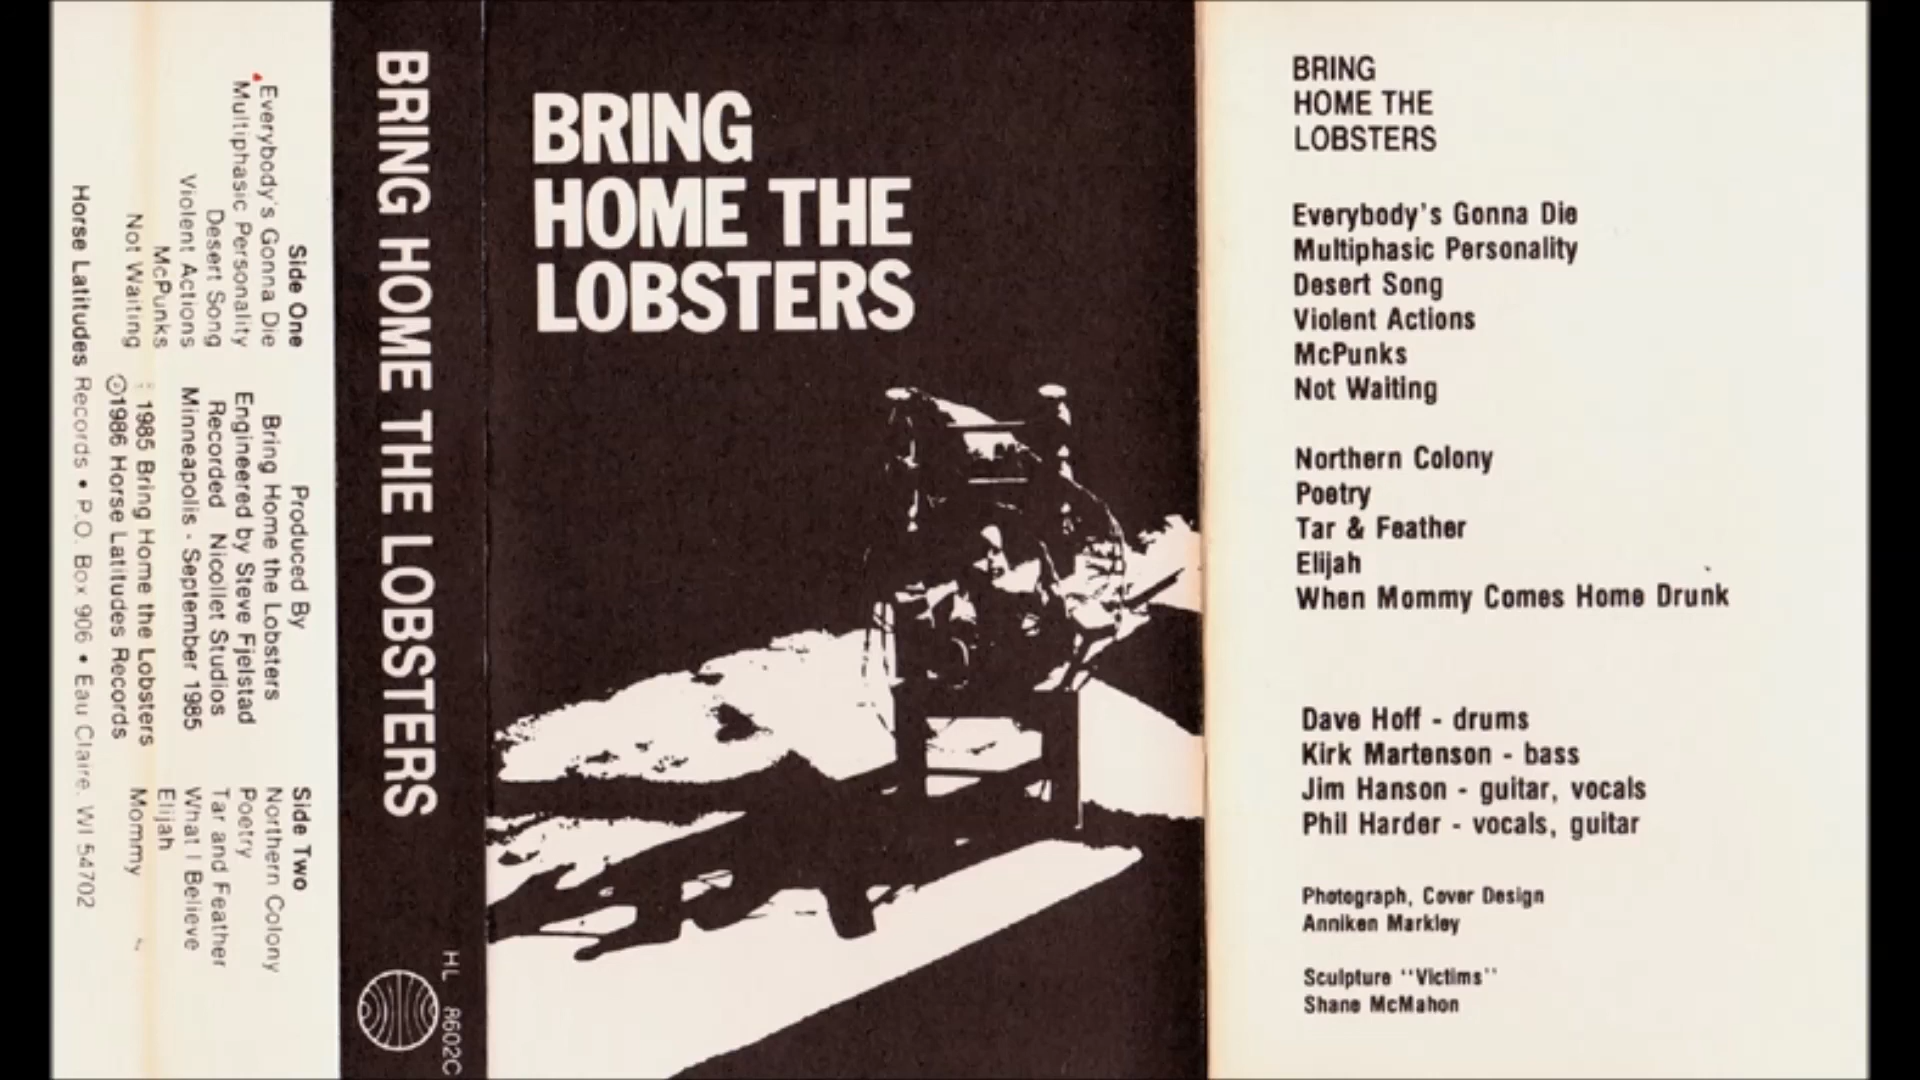 Side One
Everybody's Gonna Die
Multiphasic Personality
Desert Song
Violent Actions
McPunks
Not Waiting
Produced By
Bring Home the Lobsters
Engineered by Steve Fjelstad
Recorded Nicollet Studios
Minneapolis - September 1985
1985 Bring Home the Lobsters
©1986 Horse Latitudes Records
Side Two
Northern Colony
Poetry
Tar and Feather
What I Believe
Elijah
Mommy
Horse Latitudes Records • P.O. Box 906 • Eau Claire, WI 54702
BRING HOME THE LOBSTERS
HL 8602C
BRING
HOME THE
LOBSTERS
BRING
HOME THE
LOBSTERS
Everybody's Gonna Die
Multiphasic Personality
Desert Song
Violent Actions
McPunks
Not Waiting
Northern Colony
Poetry
Tar & Feather
Elijah
When Mommy Comes Home Drunk
Dave Hoff - drums
Kirk Martenson - bass
Jim Hanson - guitar, vocals
Phil Harder - vocals, guitar
Photograph, Cover Design
Anniken Markley
Sculpture "Victims"
Shane McMahon